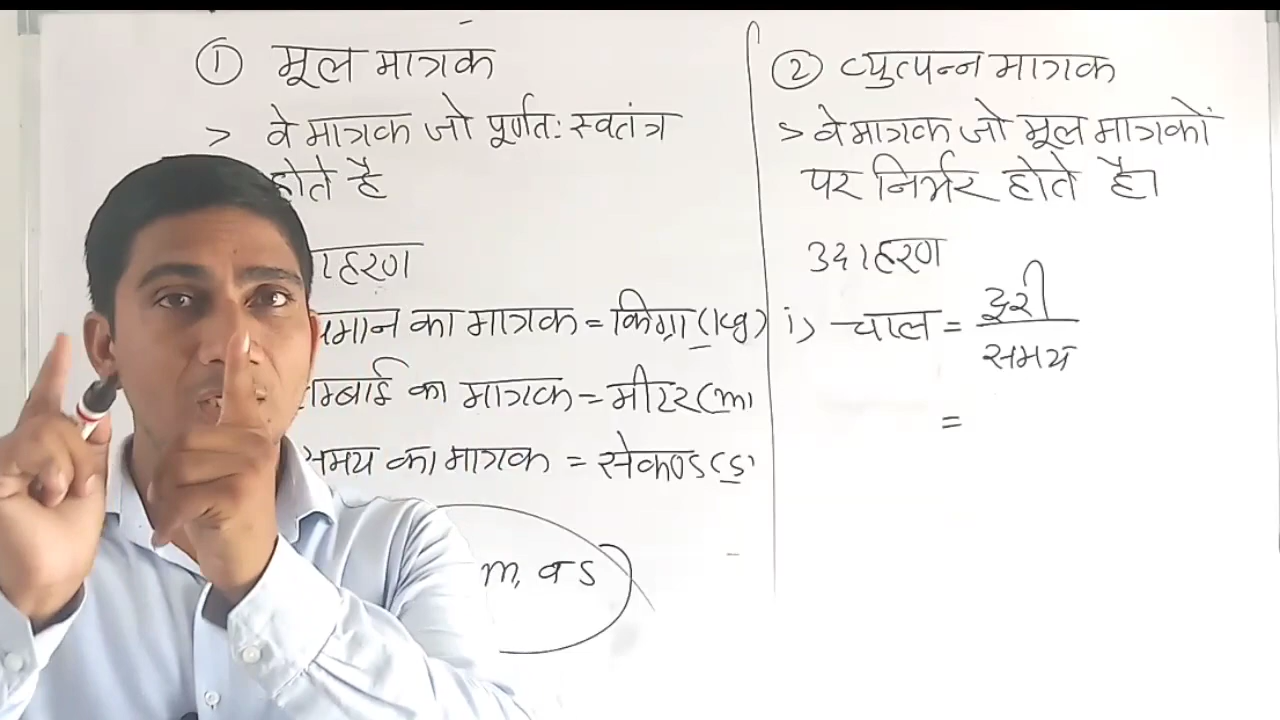 ① मूल मात्रक
> वे मात्रक जो पूर्णतः स्वतंत्र
होते है
ाहरण
मान का मात्रक = किग्रा (kg)
म्बाई का मात्रक = मीटर (m)
समय का मात्रक = सेकण्ड (s)
m, व s
② व्युत्पन्न मात्रक
> वे मात्रक जो मूल मात्रकों
पर निर्भर होते है।
उदाहरण
i) चाल = दुरी
समय
=